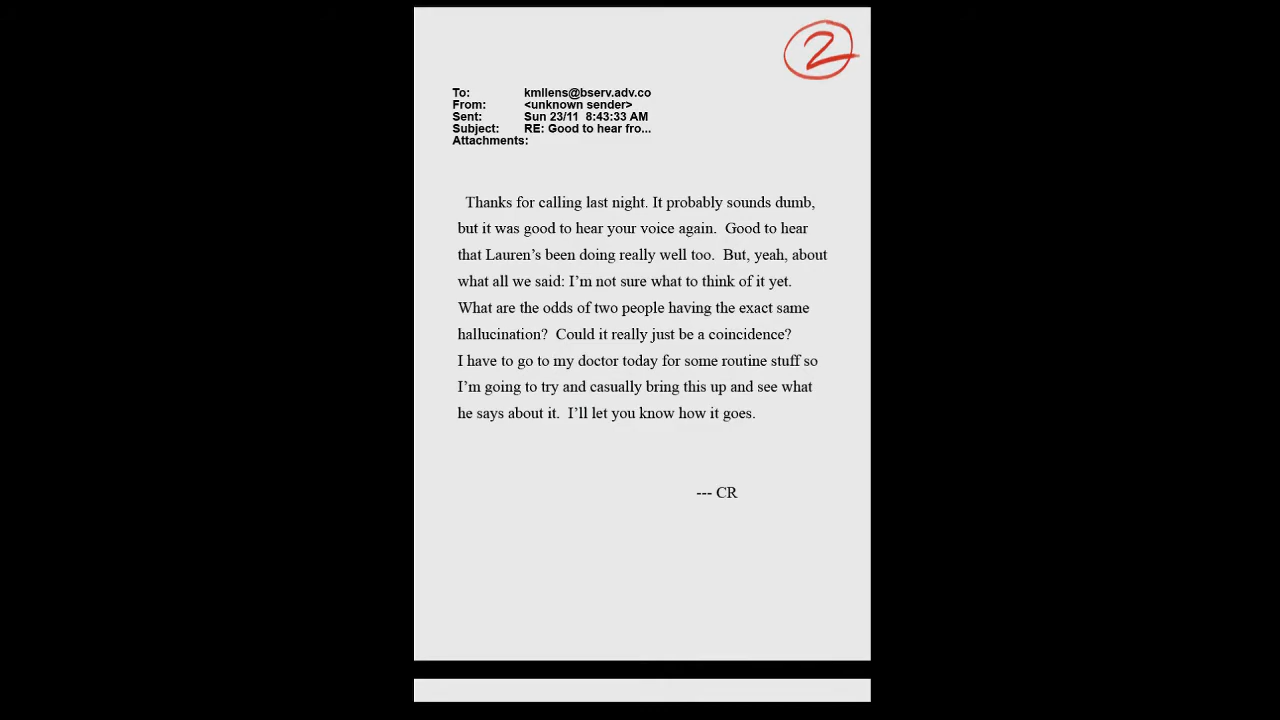 2
To: kmllens@bserv.adv.co
From: <unknown sender>
Sent: Sun 23/11 8:43:33 AM
Subject: RE: Good to hear fro...
Attachments:
Thanks for calling last night. It probably sounds dumb,
but it was good to hear your voice again. Good to hear
that Lauren’s been doing really well too. But, yeah, about
what all we said: I’m not sure what to think of it yet.
What are the odds of two people having the exact same
hallucination? Could it really just be a coincidence?
I have to go to my doctor today for some routine stuff so
I’m going to try and casually bring this up and see what
he says about it. I’ll let you know how it goes.
--- CR